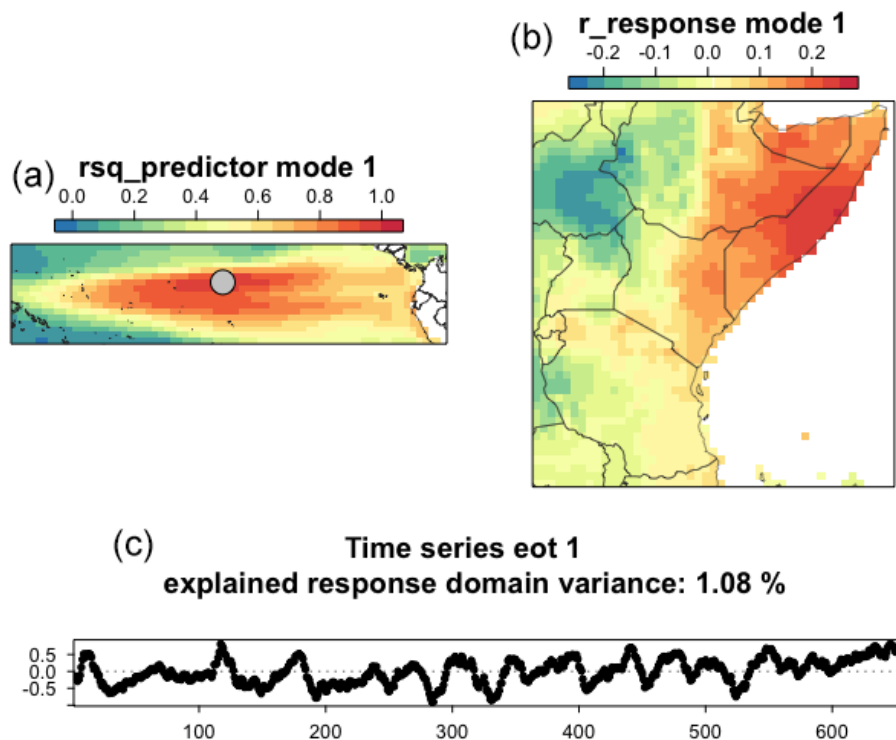 (a)
rsq_predictor mode 1
0.0 0.2 0.4 0.6 0.8 1.0
(b)
r_response mode 1
-0.2 -0.1 0.0 0.1 0.2
(c)
Time series eot 1
explained response domain variance: 1.08 %
0.5
0.0
-0.5
100 200 300 400 500 600